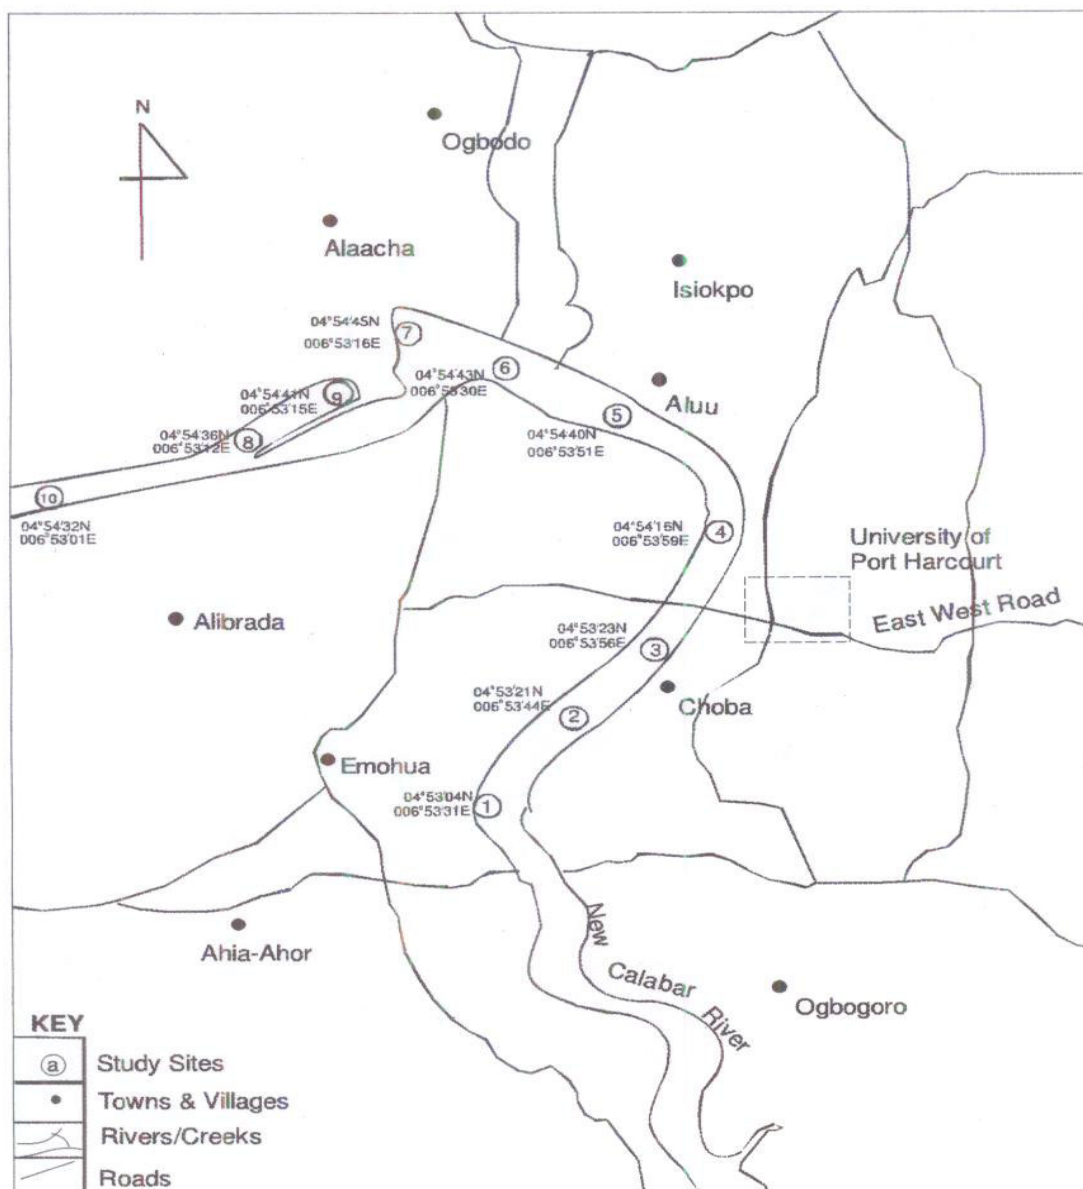 N
Ogbodo
Alaacha
Isiokpo
04°54'45N
006°53'16E
7
6
04°54'43N
006°53'30E
04°54'41N
006°53'15E
9
Aluu
5
04°54'40N
006°53'51E
04°54'36N
006°53'12E
8
10
04°54'32N
006°53'01E
04°54'16N
006°53'59E
4
University of
Port Harcourt
East West Road
Alibrada
04°53'23N
006°53'56E
3
04°53'21N
006°53'44E
2
Choba
Emohua
04°53'04N
006°53'31E
1
Ahia-Ahor
New
Calabar
River
Ogbogoro
KEY
a
Study Sites
Towns & Villages
Rivers/Creeks
Roads